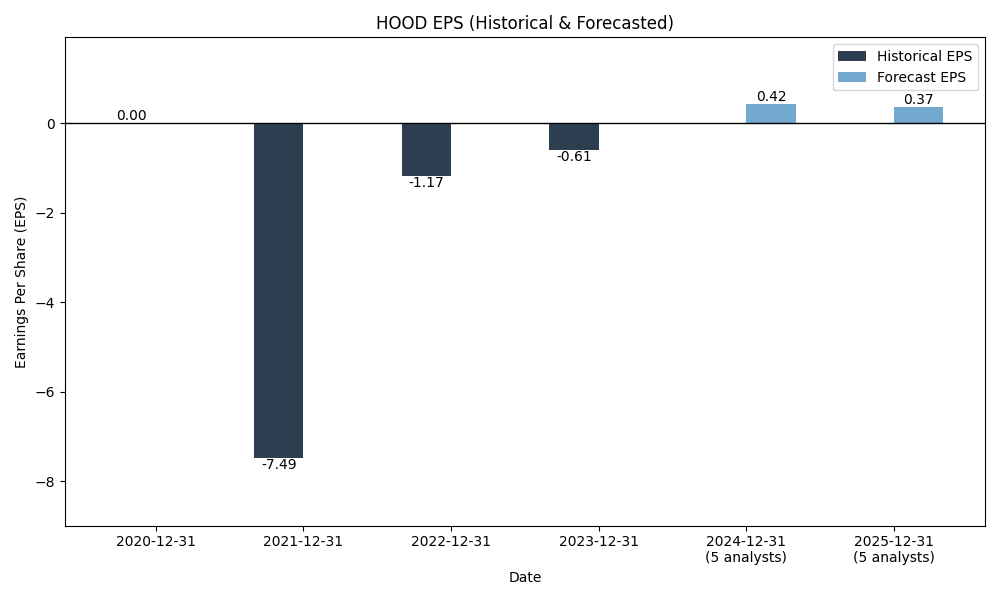 HOOD EPS (Historical & Forecasted)
Historical EPS
Forecast EPS
Earnings Per Share (EPS)
0
−2
−4
−6
−8
0.00
-7.49
-1.17
-0.61
0.42
0.37
2020-12-31
2021-12-31
2022-12-31
2023-12-31
2024-12-31
(5 analysts)
2025-12-31
(5 analysts)
Date